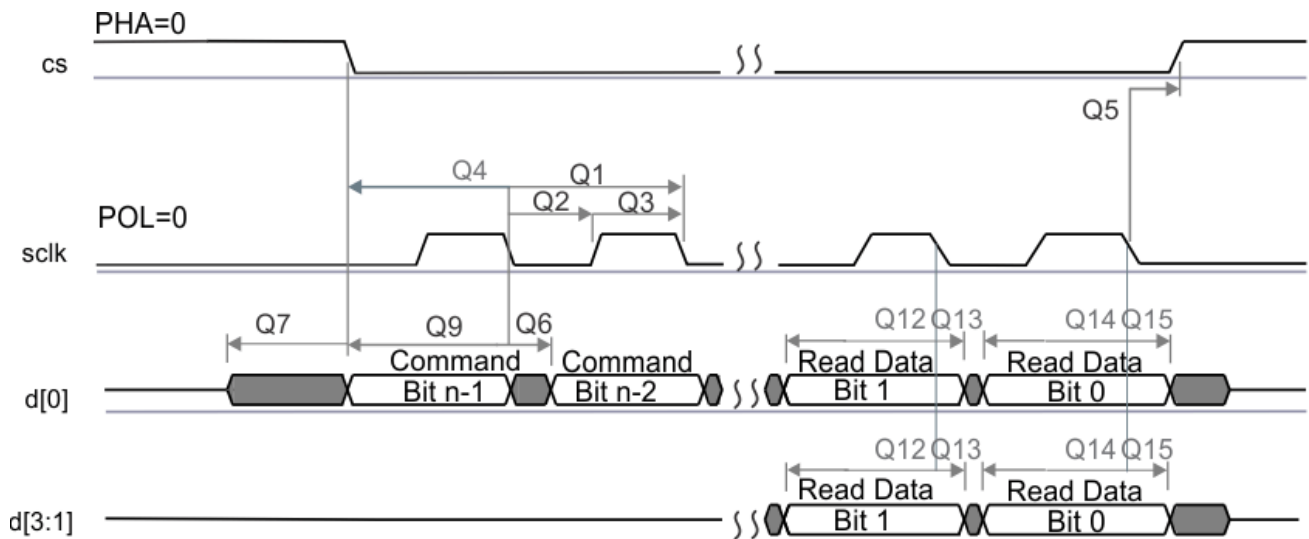 PHA=0
cs
Q5
Q4 Q1
Q2 Q3
POL=0
sclk
Q7 Q9 Q6 Q12 Q13 Q14 Q15
Command Command Read Data Read Data
d[0] Bit n-1 Bit n-2 Bit 1 Bit 0
Q12 Q13 Q14 Q15
Read Data Read Data
d[3:1] Bit 1 Bit 0